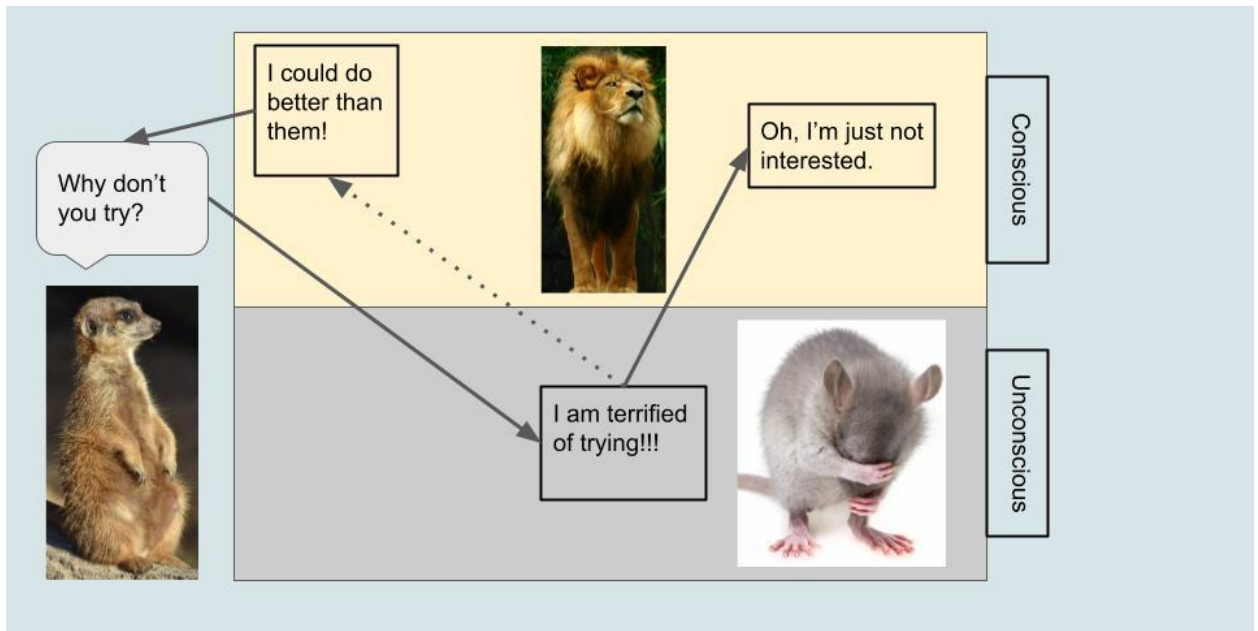 I could do
better than
them!
Why don't
you try?
Oh, I'm just not
interested.
I am terrified
of trying!!!
Conscious
Unconscious